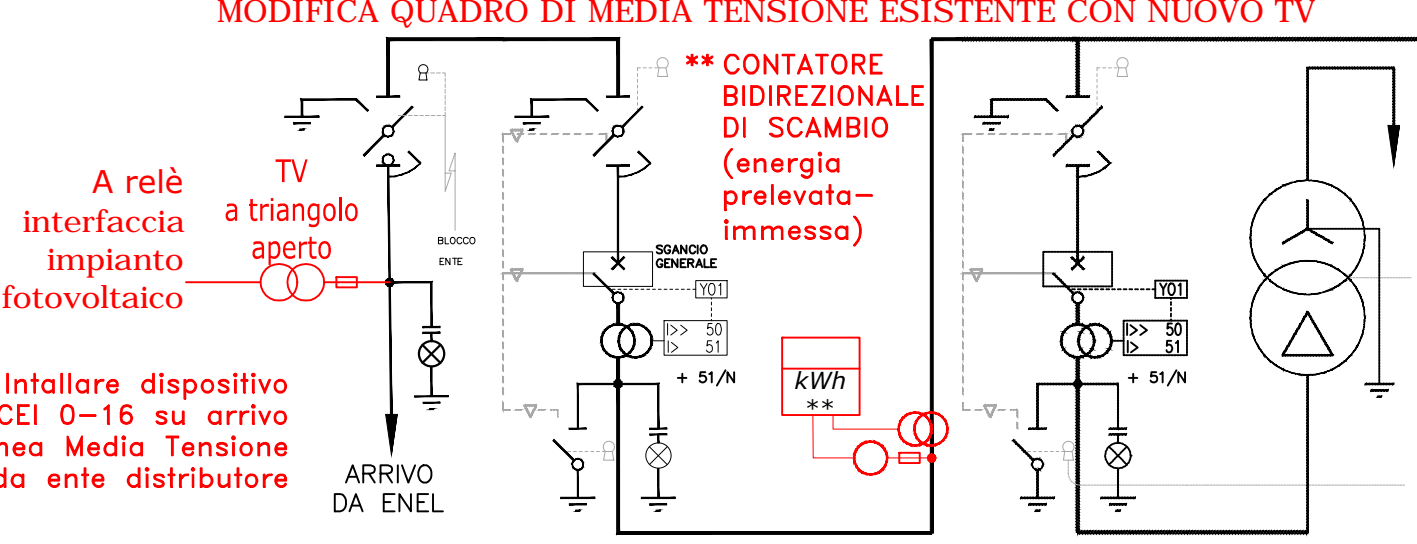 MODIFICA QUADRO DI MEDIA TENSIONE ESISTENTE CON NUOVO TV
** CONTATORE
BIDIREZIONALE
DI SCAMBIO
(energia
prelevata-
immessa)
A relè
interfaccia
impianto
fotovoltaico
TV
a triangolo
aperto
BLOCCO
ENTE
SGANCIO
GENERALE
Y01
I>> 50
I> 51
+ 51/N
kWh
**
Y01
I>> 50
I> 51
+ 51/N
Intallare dispositivo
CEI 0-16 su arrivo
Media Tensione
ente distributore
ARRIVO
DA ENEL